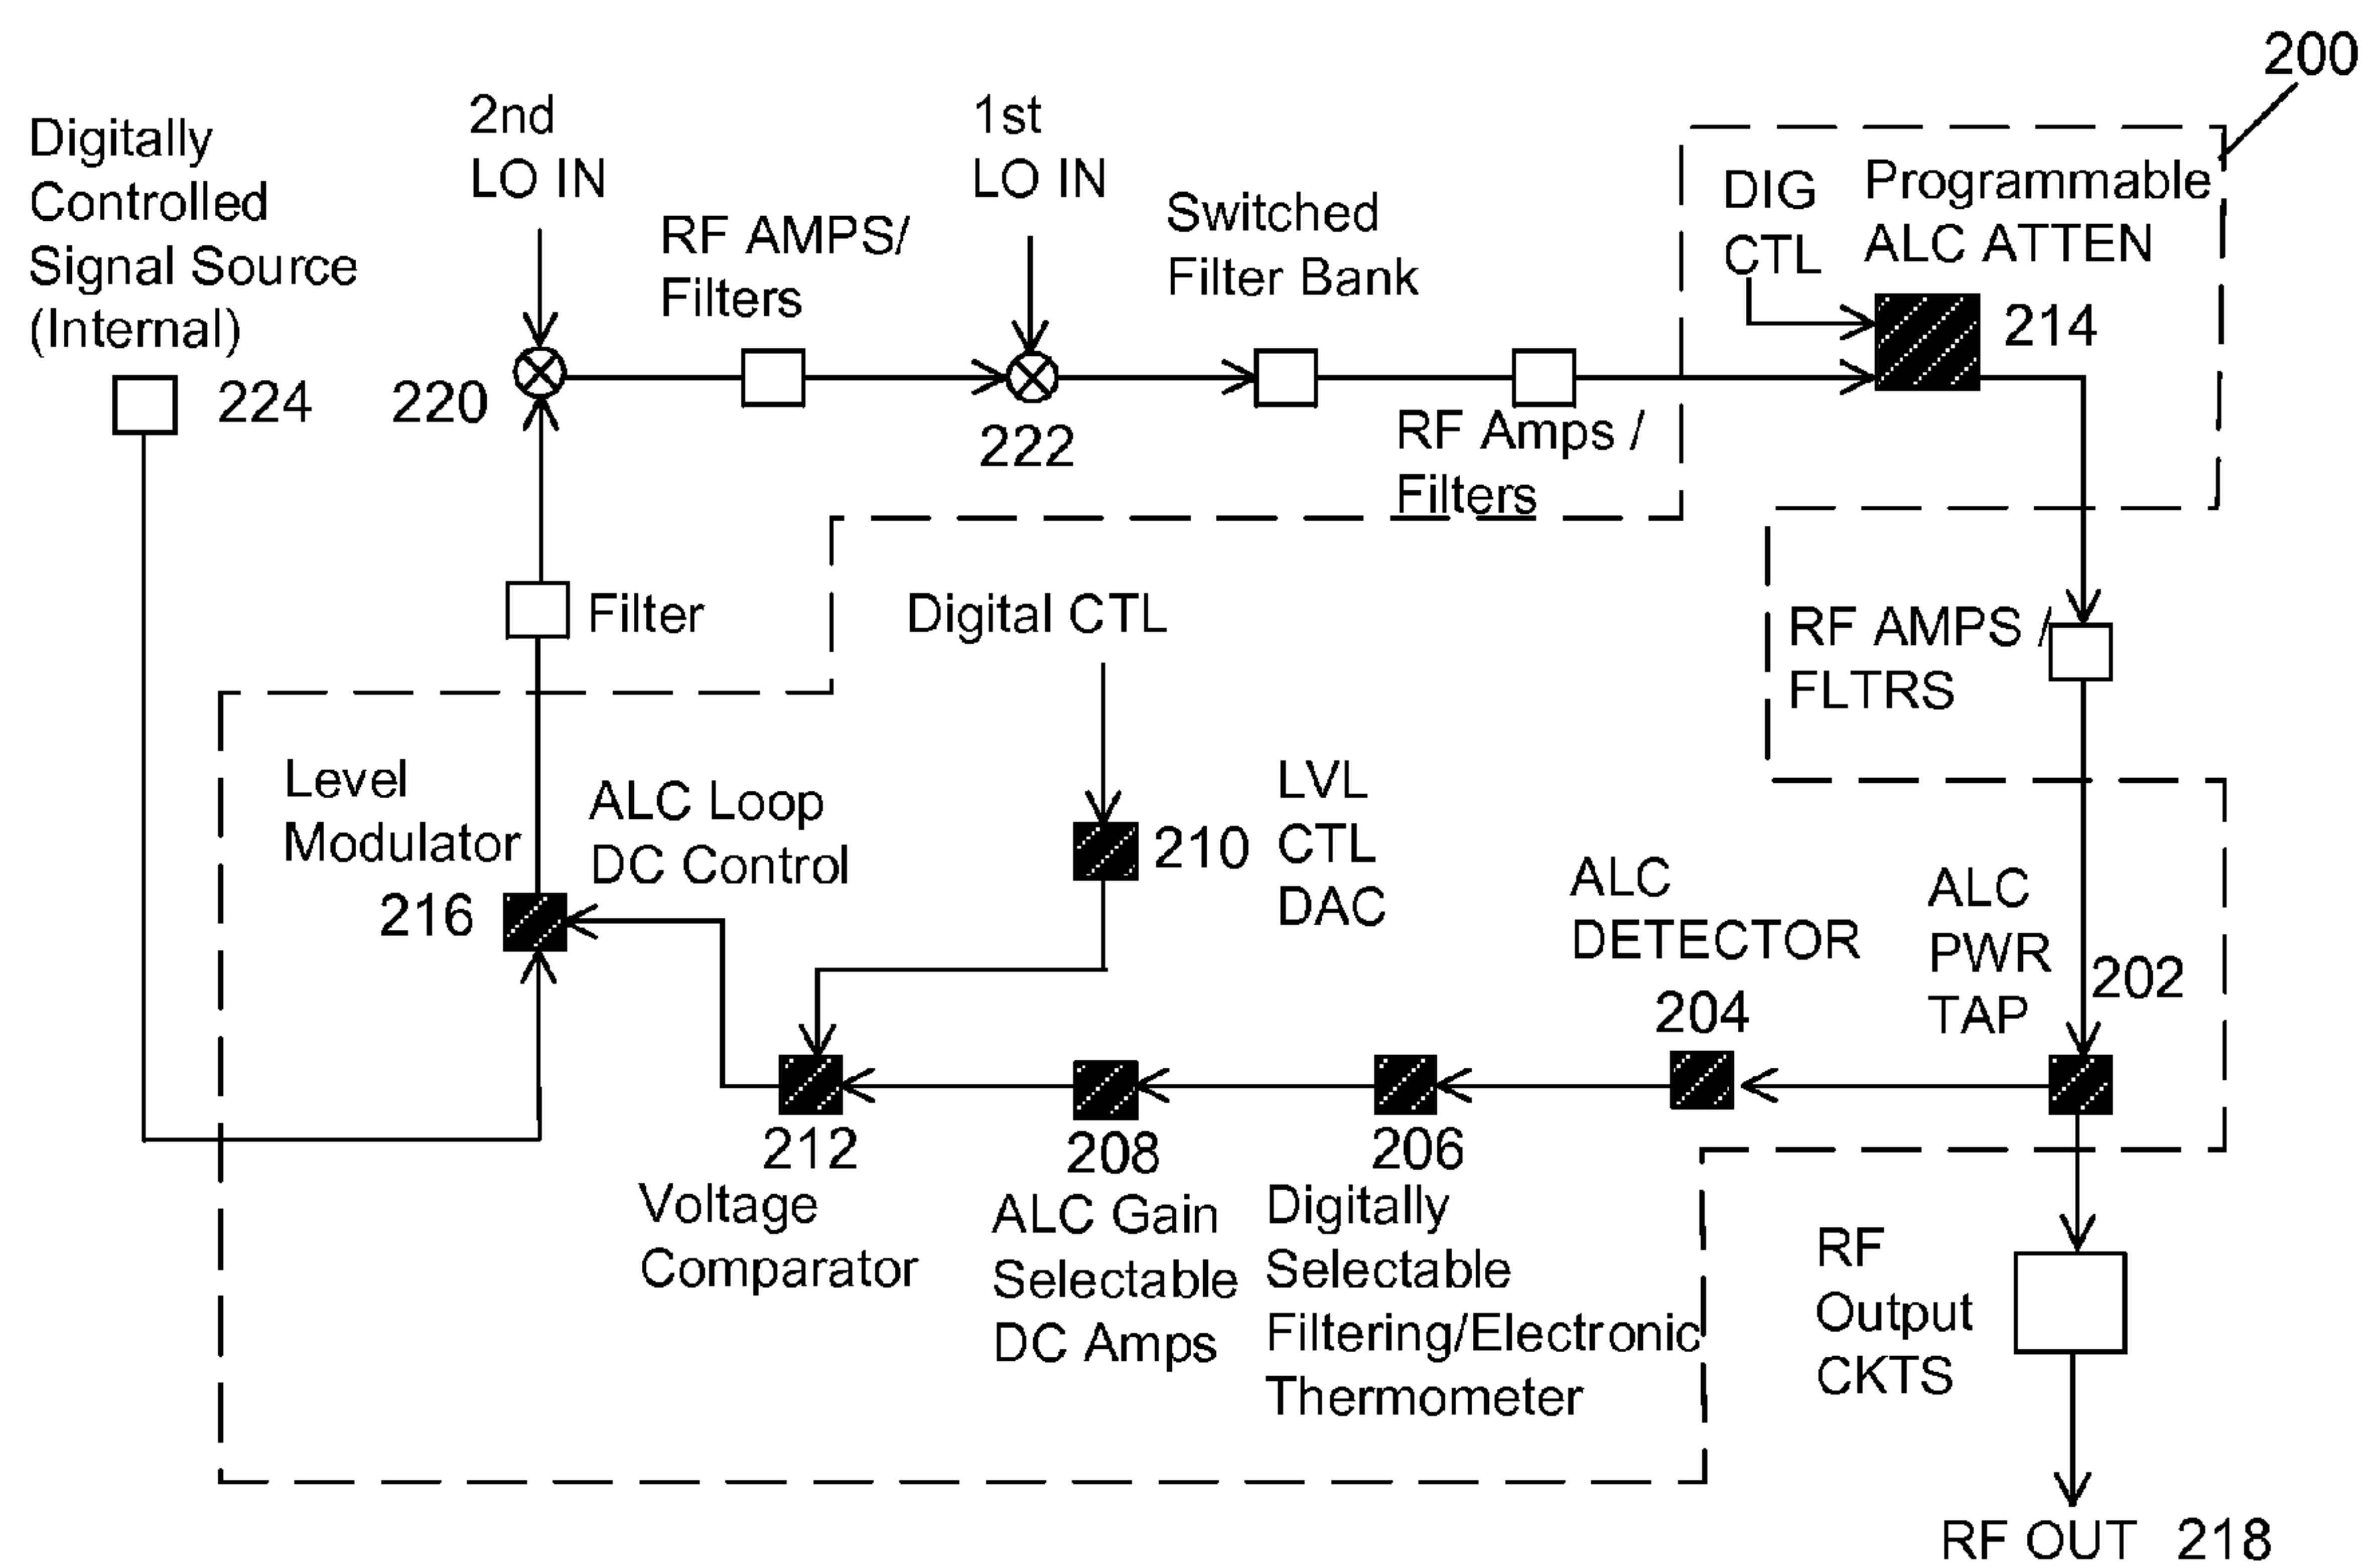 200
Digitally
Controlled
Signal Source
(Internal)
224
2nd
LO IN
220
RF AMPS/
Filters
1st
LO IN
222
Switched
Filter Bank
RF Amps /
Filters
DIG
CTL
Programmable
ALC ATTEN
214
Filter
Digital CTL
RF AMPS /
FLTRS
Level
Modulator
216
ALC Loop
DC Control
210
LVL
CTL
DAC
ALC
DETECTOR
204
ALC
PWR
TAP
202
212
Voltage
Comparator
208
ALC Gain
Selectable
DC Amps
206
Digitally
Selectable
Filtering/Electronic
Thermometer
RF
Output
CKTS
RF OUT 218